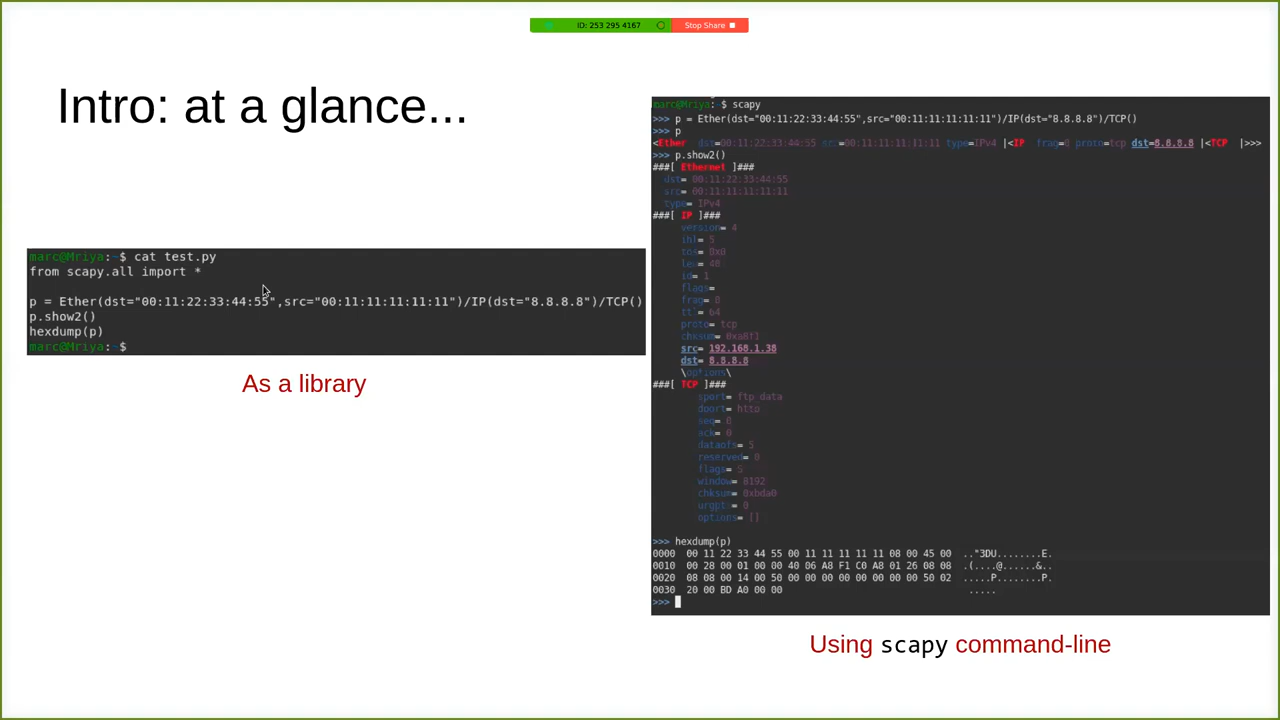 ID: 253 295 4167 Stop Share
Intro: at a glance...
marc@Mriya:~$ cat test.py
from scapy.all import *
p = Ether(dst="00:11:22:33:44:55",src="00:11:11:11:11:11")/IP(dst="8.8.8.8")/TCP()
p.show2()
hexdump(p)
marc@Mriya:~$
As a library
marc@Mriya:~$ scapy
>>> p = Ether(dst="00:11:22:33:44:55",src="00:11:11:11:11:11")/IP(dst="8.8.8.8")/TCP()
>>> p
<Ether dst=00:11:22:33:44:55 src=00:11:11:11:11:11 type=IPv4 |<IP frag=0 proto=tcp dst=8.8.8.8 |<TCP |>>>
>>> p.show2()
###[ Ethernet ]###
dst= 00:11:22:33:44:55
src= 00:11:11:11:11:11
type= IPv4
###[ IP ]###
version= 4
ihl= 5
tos= 0x0
len= 40
id= 1
flags=
frag= 0
ttl= 64
proto= tcp
chksum= 0xa8f1
src= 192.168.1.38
dst= 8.8.8.8
\options\
###[ TCP ]###
sport= ftp_data
dport= http
seq= 0
ack= 0
dataofs= 5
reserved= 0
flags= S
window= 8192
chksum= 0xbda0
urgptr= 0
options= []
>>> hexdump(p)
0000 00 11 22 33 44 55 00 11 11 11 11 11 08 00 45 00 .."3DU........E.
0010 00 28 00 01 00 00 40 06 A8 F1 C0 A8 01 26 08 08 .(....@......&..
0020 08 08 00 14 00 50 00 00 00 00 00 00 00 00 50 02 .....P........P.
0030 20 00 BD A0 00 00 .....
>>>
Using scapy command-line